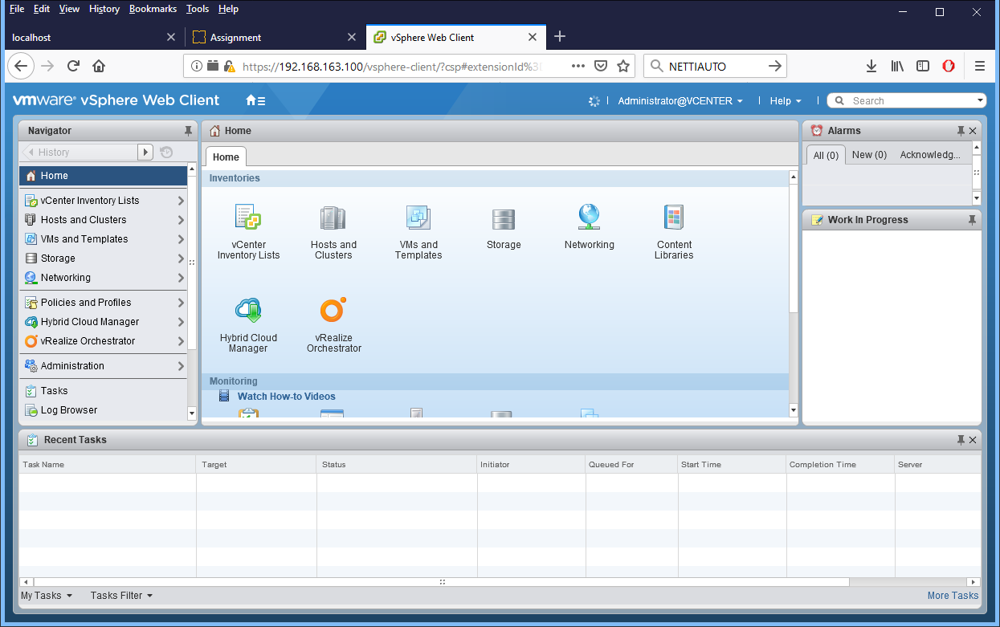 File Edit View History Bookmarks Tools Help
localhost
Assignment
vSphere Web Client
https://192.168.163.100/vsphere-client/?csp#extensionId%3
NETTIAUTO
vmware® vSphere Web Client
Administrator@VCENTER
Help
Search
Navigator
History
Home
vCenter Inventory Lists
Hosts and Clusters
VMs and Templates
Storage
Networking
Policies and Profiles
Hybrid Cloud Manager
vRealize Orchestrator
Administration
Tasks
Log Browser
Home
Home
Inventories
vCenter
Inventory Lists
Hosts and
Clusters
VMs and
Templates
Storage
Networking
Content
Libraries
Hybrid Cloud
Manager
vRealize
Orchestrator
Monitoring
Watch How-to Videos
Alarms
All (0) New (0) Acknowledg...
Work In Progress
Recent Tasks
Task Name Target Status Initiator Queued For Start Time Completion Time Server
My Tasks Tasks Filter More Tasks